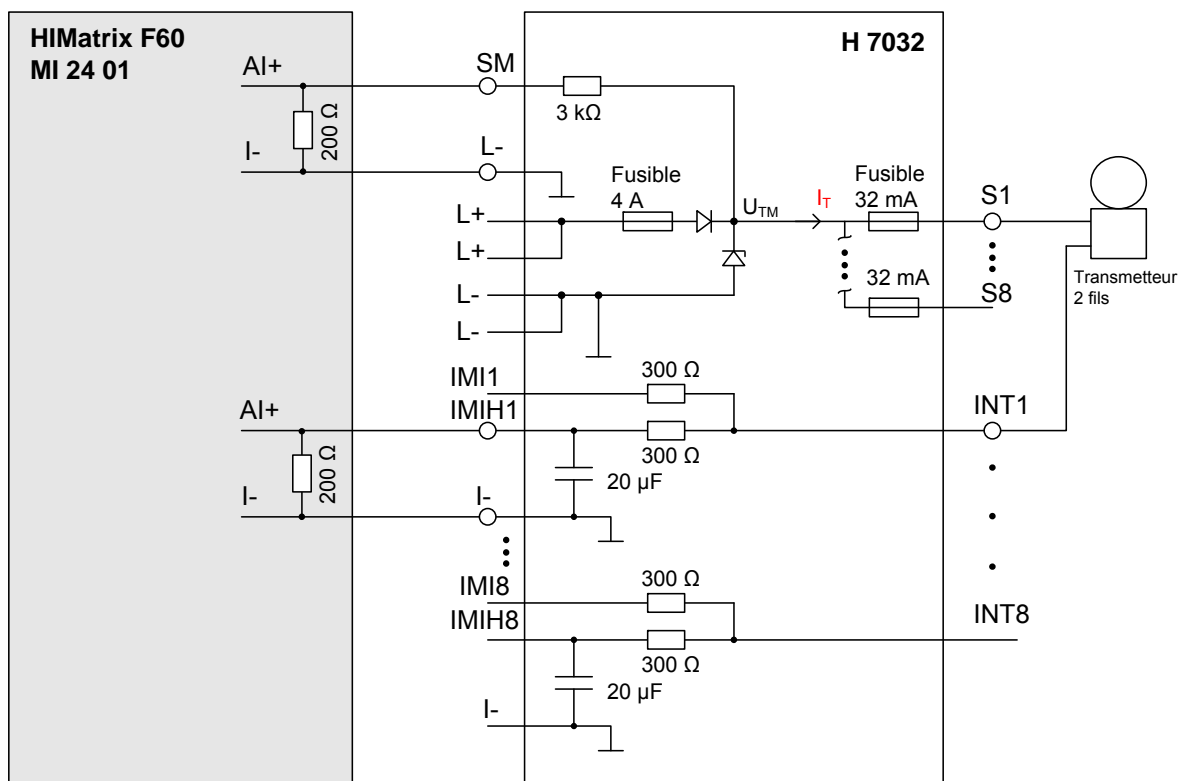 HIMatrix F60
MI 24 01
H 7032
AI+
SM
3 kΩ
200 Ω
I-
L-
Fusible
4 A
Fusible
32 mA
S1
L+
U_TM
I_T
L+
L-
32 mA
S8
Transmetteur
2 fils
L-
300 Ω
IMI1
AI+
IMIH1
INT1
300 Ω
200 Ω
20 µF
I-
I-
300 Ω
IMI8
IMIH8
INT8
300 Ω
20 µF
I-